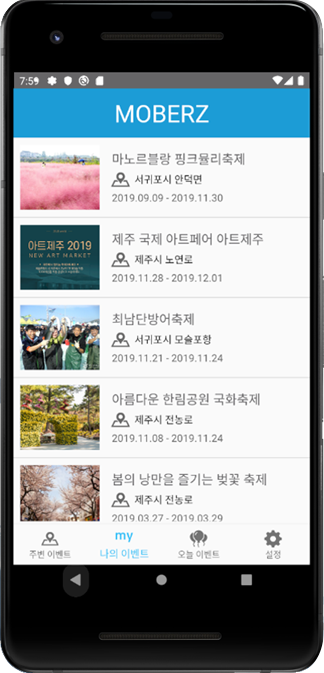 7:59
MOBERZ
마노르블랑 핑크뮬리축제
서귀포시 안덕면
2019.09.09 - 2019.11.30
아트제주 2019
NEW ART MARKET
제주 국제 아트페어 아트제주
제주시 노연로
2019.11.28 - 2019.12.01
최남단방어축제
서귀포시 모슬포항
2019.11.21 - 2019.11.24
아름다운 한림공원 국화축제
제주시 전농로
2019.11.08 - 2019.11.24
봄의 낭만을 즐기는 벚꽃 축제
제주시 전농로
2019.03.27 - 2019.03.29
주변 이벤트
my
나의 이벤트
오늘 이벤트
설정